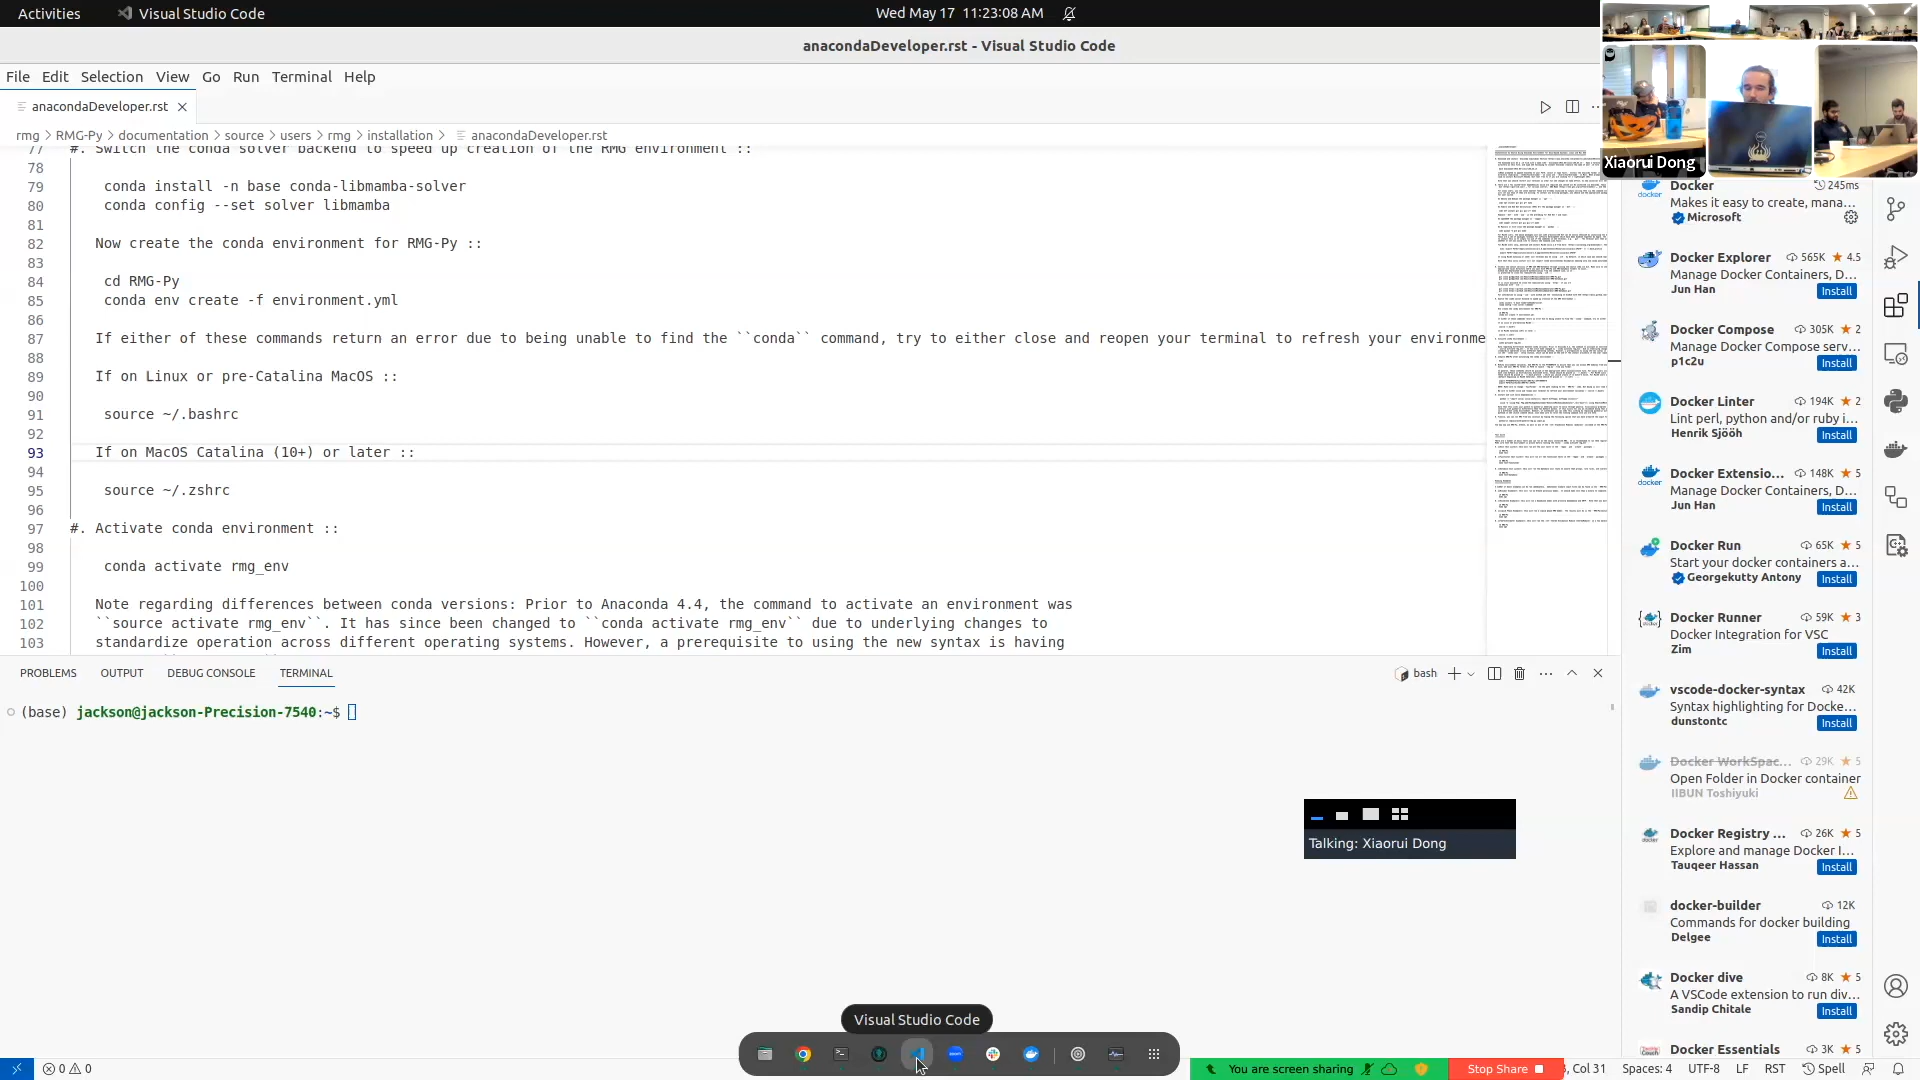 Activities
Visual Studio Code
Wed May 17 11:23:08 AM
anacondaDeveloper.rst - Visual Studio Code
File Edit Selection View Go Run Terminal Help
anacondaDeveloper.rst
rmg > RMG-Py > documentation > source > users > rmg > installation > anacondaDeveloper.rst
77 #. Switch the conda solver backend to speed up creation of the RMG environment ::
78
79 conda install -n base conda-libmamba-solver
80 conda config --set solver libmamba
81
82 Now create the conda environment for RMG-Py ::
83
84 cd RMG-Py
85 conda env create -f environment.yml
86
87 If either of these commands return an error due to being unable to find the ``conda`` command, try to either close and reopen your terminal to refresh your environme
88
89 If on Linux or pre-Catalina MacOS ::
90
91 source ~/.bashrc
92
93 If on MacOS Catalina (10+) or later ::
94
95 source ~/.zshrc
96
97 #. Activate conda environment ::
98
99 conda activate rmg_env
100
101 Note regarding differences between conda versions: Prior to Anaconda 4.4, the command to activate an environment was
102 ``source activate rmg_env``. It has since been changed to ``conda activate rmg_env`` due to underlying changes to
103 standardize operation across different operating systems. However, a prerequisite to using the new syntax is having
PROBLEMS OUTPUT DEBUG CONSOLE TERMINAL
bash
(base) jackson@jackson-Precision-7540:~$
Talking: Xiaorui Dong
Xiaorui Dong
Docker 245ms
Makes it easy to create, mana...
Microsoft
Docker Explorer 565K 4.5
Manage Docker Containers, D...
Jun Han Install
Docker Compose 305K 2
Manage Docker Compose serv...
p1c2u Install
Docker Linter 194K 2
Lint perl, python and/or ruby i...
Henrik Sjööh Install
Docker Extensio... 148K 5
Manage Docker Containers, D...
Jun Han Install
Docker Run 65K 5
Start your docker containers a...
Georgekutty Antony Install
Docker Runner 59K 3
Docker Integration for VSC
Zim Install
vscode-docker-syntax 42K
Syntax highlighting for Docke...
dunstontc Install
Docker WorkSpac... 29K 5
Open Folder in Docker container
IIBUN Toshiyuki
Docker Registry ... 26K 5
Explore and manage Docker I...
Tauqeer Hassan Install
docker-builder 12K
Commands for docker building
Delgee Install
Docker dive 8K 5
A VSCode extension to run div...
Sandip Chitale Install
Docker Essentials 3K 5
Visual Studio Code
0 0
You are screen sharing
Stop Share
, Col 31 Spaces: 4 UTF-8 LF RST Spell